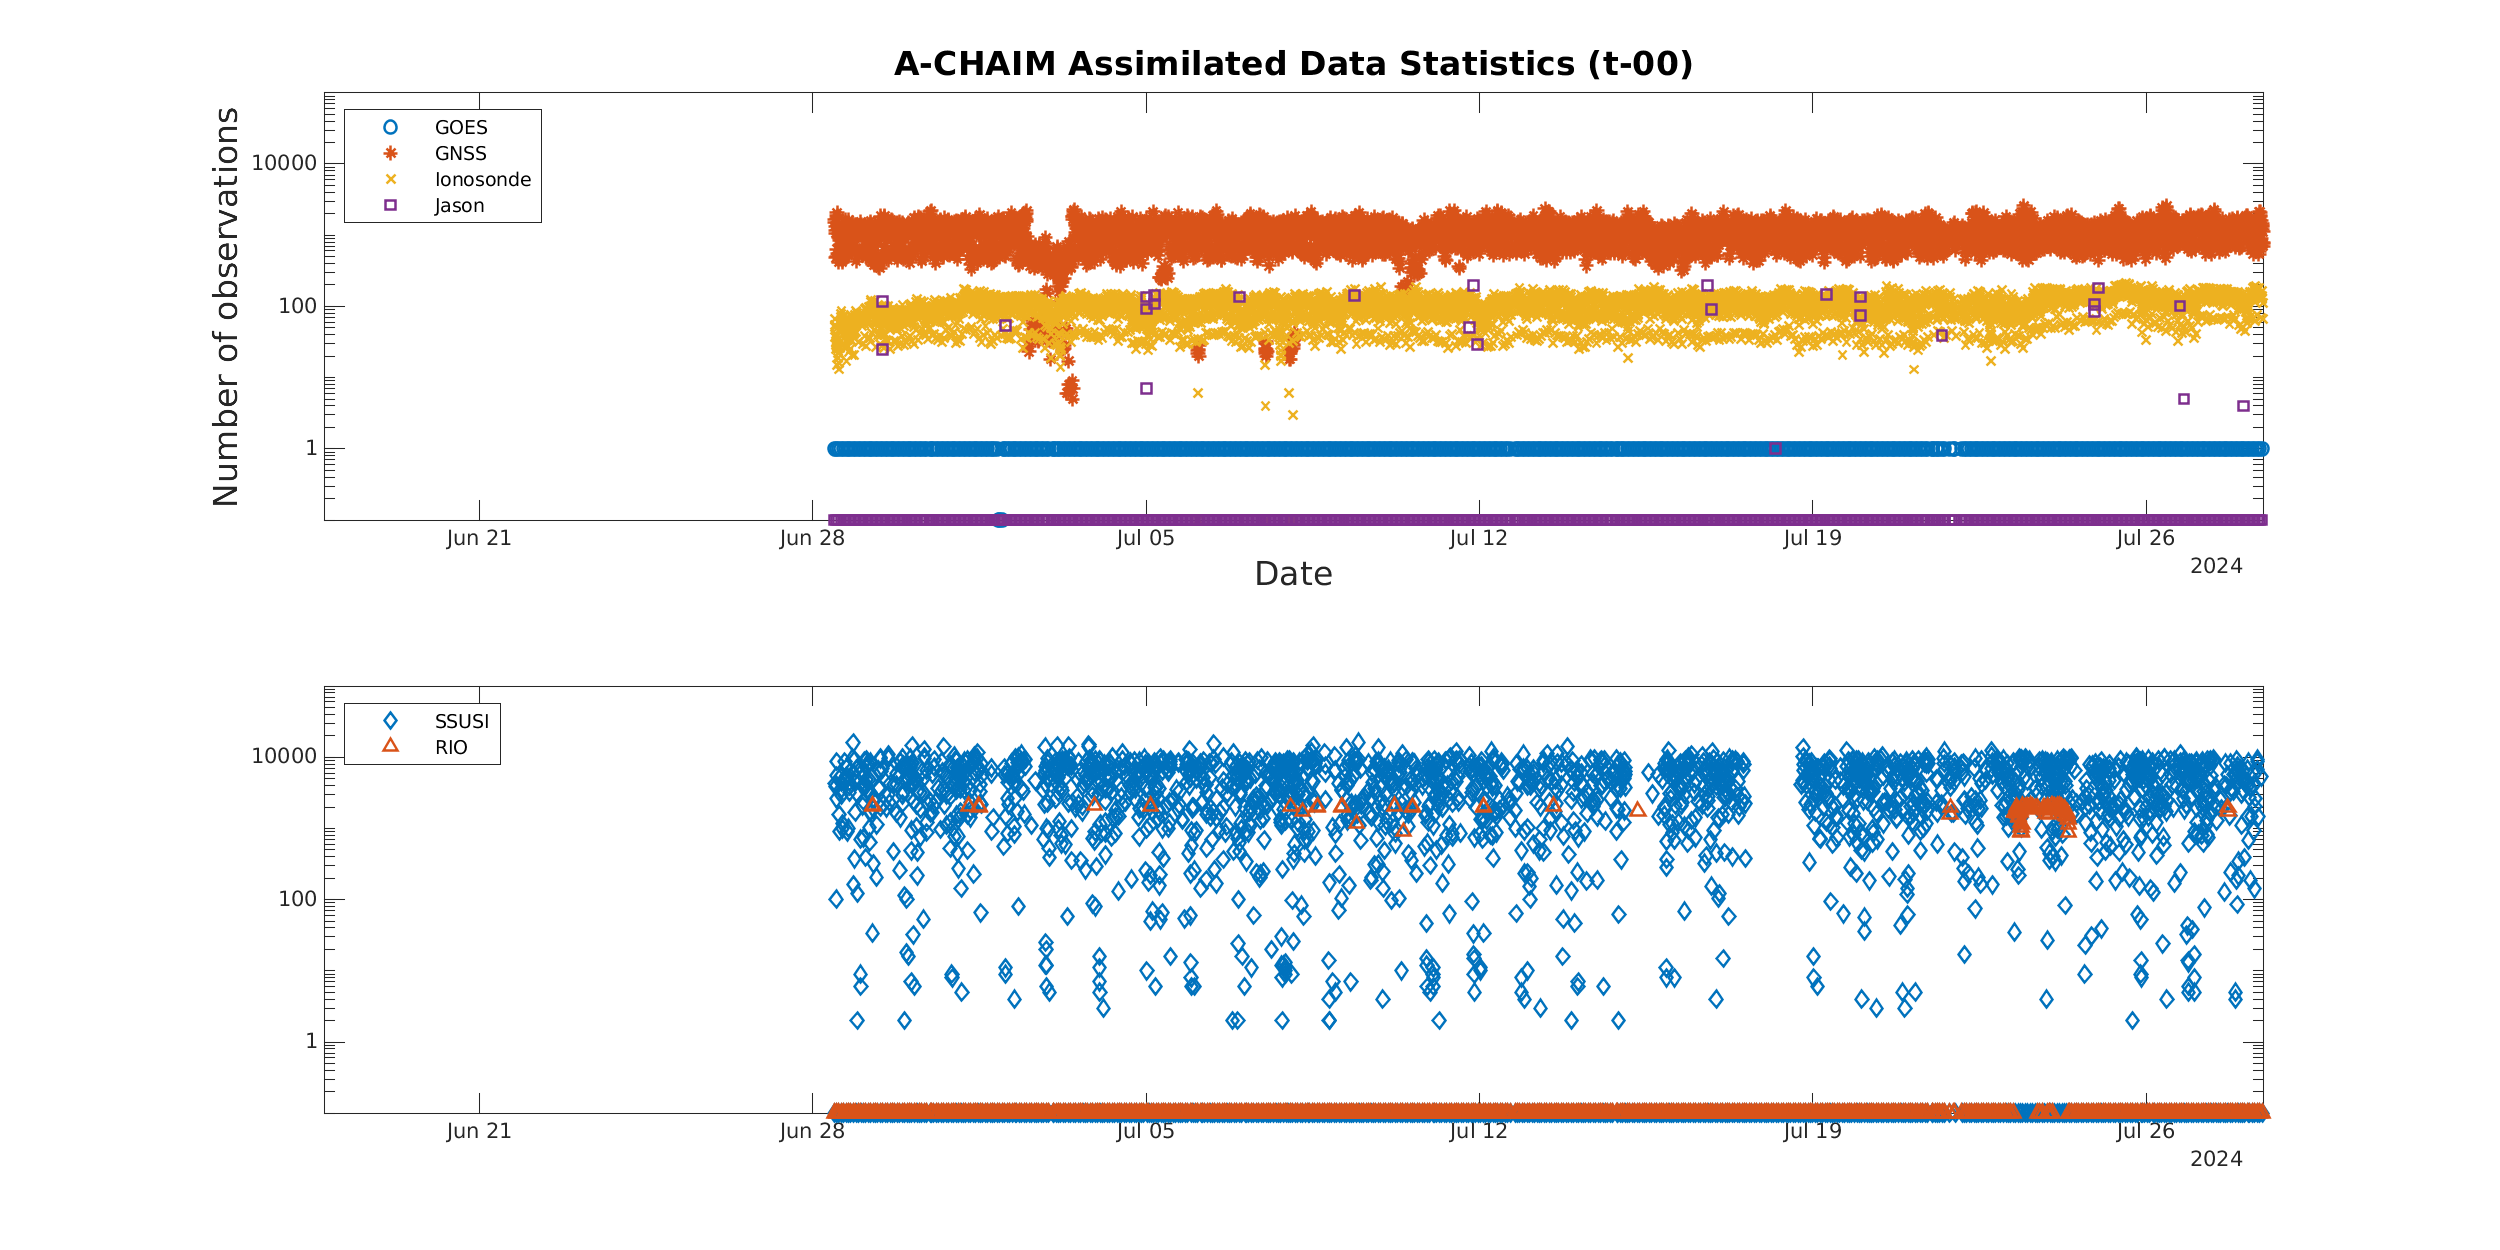 A-CHAIM Assimilated Data Statistics (t-00)
Number of observations
10000
100
1
GOES
GNSS
Ionosonde
Jason
Jun 21
Jun 28
Jul 05
Jul 12
Jul 19
Jul 26
2024
Date
10000
100
1
SSUSI
RIO
Jun 21
Jun 28
Jul 05
Jul 12
Jul 19
Jul 26
2024